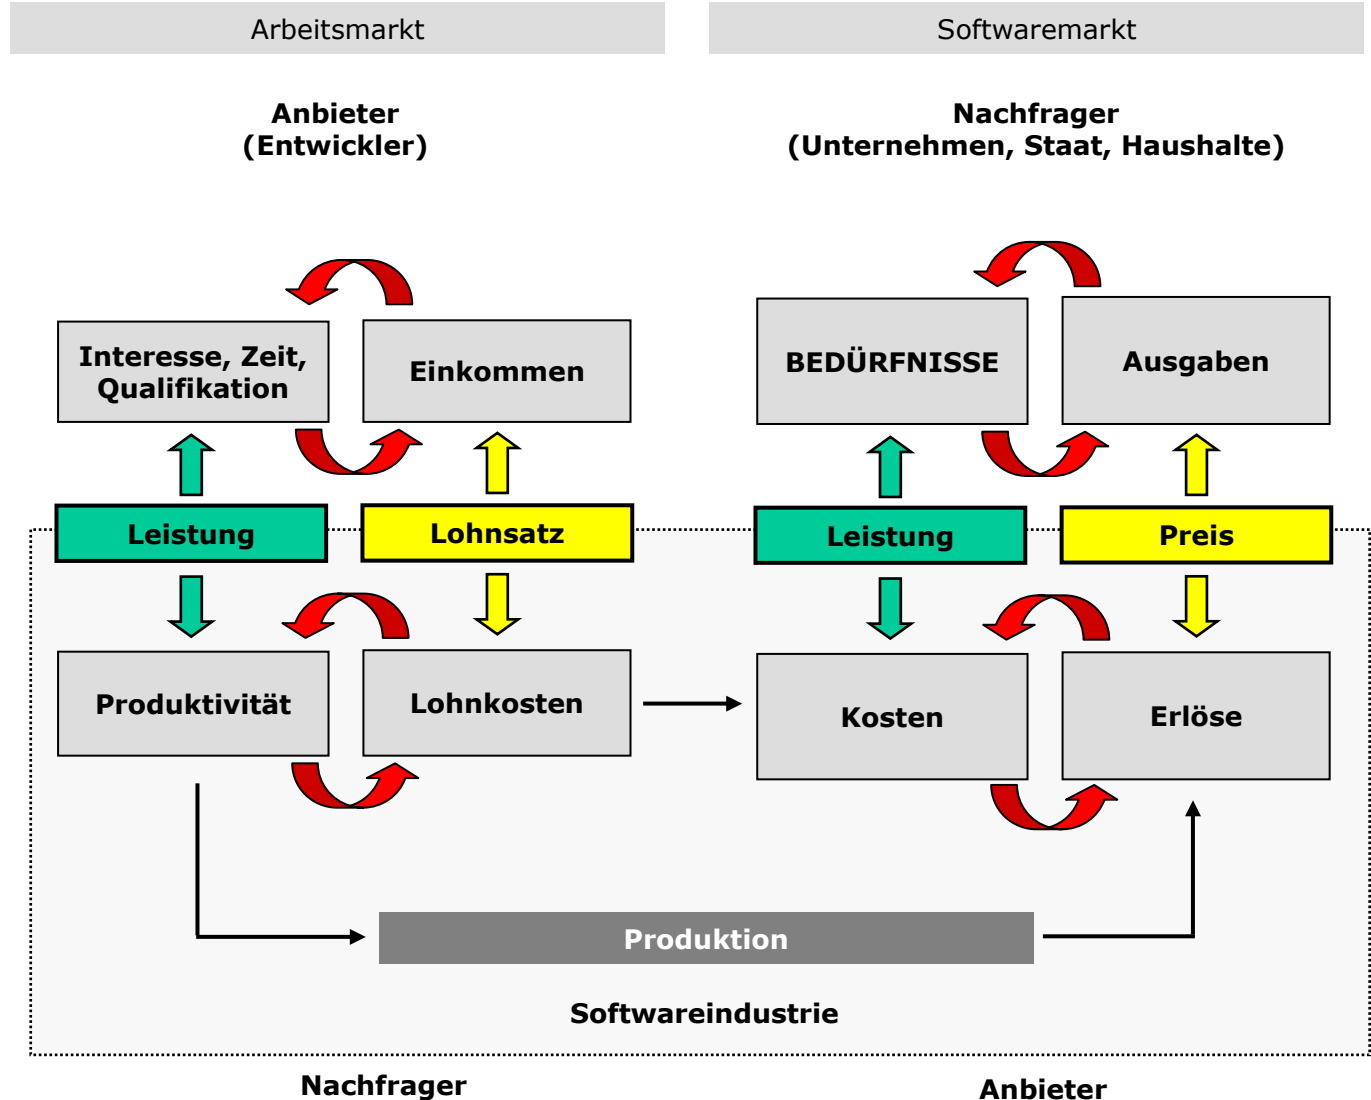 Arbeitsmarkt
Softwaremarkt
Anbieter
(Entwickler)
Nachfrager
(Unternehmen, Staat, Haushalte)
Interesse, Zeit,
Qualifikation
Einkommen
BEDÜRFNISSE
Ausgaben
Leistung
Lohnsatz
Leistung
Preis
Produktivität
Lohnkosten
Kosten
Erlöse
Produktion
Softwareindustrie
Nachfrager
Anbieter